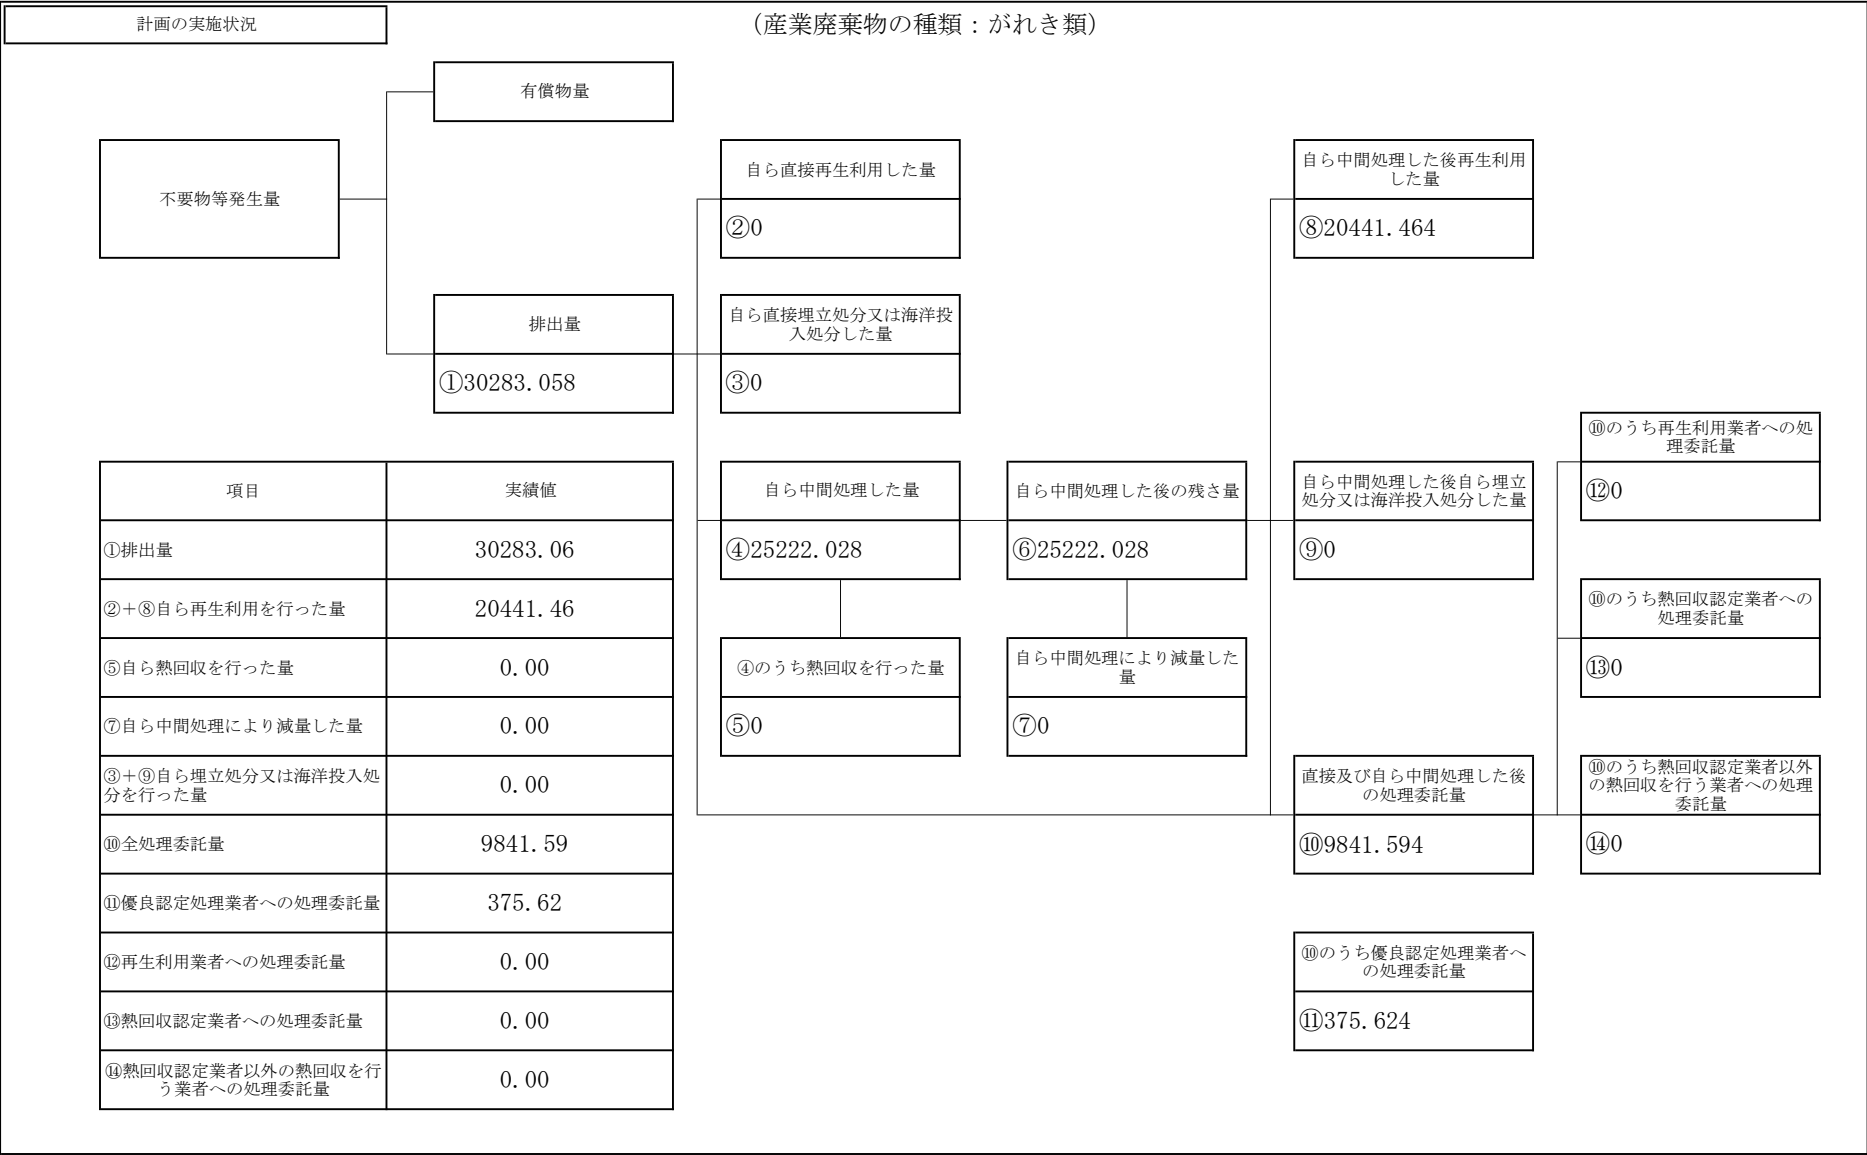 計画の実施状況
（産業廃棄物の種類：がれき類）
有償物量
不要物等発生量
自ら直接再生利用した量
②0
自ら中間処理した後再生利用
した量
⑧20441.464
排出量
①30283.058
自ら直接埋立処分又は海洋投
入処分した量
③0
⑩のうち再生利用業者への処
理委託量
⑫0
項目 実績値
①排出量 30283.06
②＋⑧自ら再生利用を行った量 20441.46
⑤自ら熱回収を行った量 0.00
⑦自ら中間処理により減量した量 0.00
③＋⑨自ら埋立処分又は海洋投入処
分を行った量 0.00
⑩全処理委託量 9841.59
⑪優良認定処理業者への処理委託量 375.62
⑫再生利用業者への処理委託量 0.00
⑬熱回収認定業者への処理委託量 0.00
⑭熱回収認定業者以外の熱回収を行
う業者への処理委託量 0.00
自ら中間処理した量
④25222.028
自ら中間処理した後の残さ量
⑥25222.028
自ら中間処理した後自ら埋立
処分又は海洋投入処分した量
⑨0
④のうち熱回収を行った量
⑤0
自ら中間処理により減量した
量
⑦0
⑩のうち熱回収認定業者への
処理委託量
⑬0
直接及び自ら中間処理した後
の処理委託量
⑩9841.594
⑩のうち熱回収認定業者以外
の熱回収を行う業者への処理
委託量
⑭0
⑩のうち優良認定処理業者へ
の処理委託量
⑪375.624